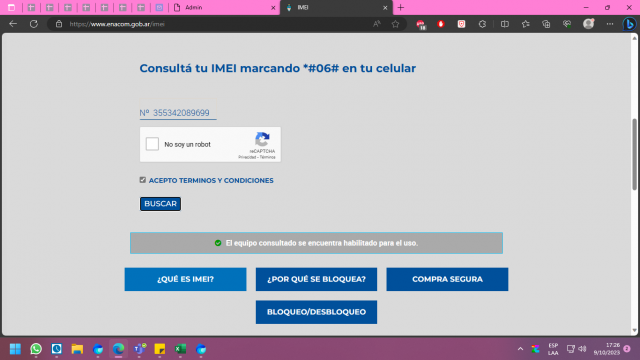 Admin
IMEI
https://www.enacom.gob.ar/imei
Consultá tu IMEI marcando *#06# en tu celular
Nº 355342089699
No soy un robot
reCAPTCHA
Privacidad - Términos
ACEPTO TERMINOS Y CONDICIONES
BUSCAR
El equipo consultado se encuentra habilitado para el uso.
¿QUÉ ES IMEI?
¿POR QUÉ SE BLOQUEA?
COMPRA SEGURA
BLOQUEO/DESBLOQUEO
ESP
LAA
17:26
9/10/2023